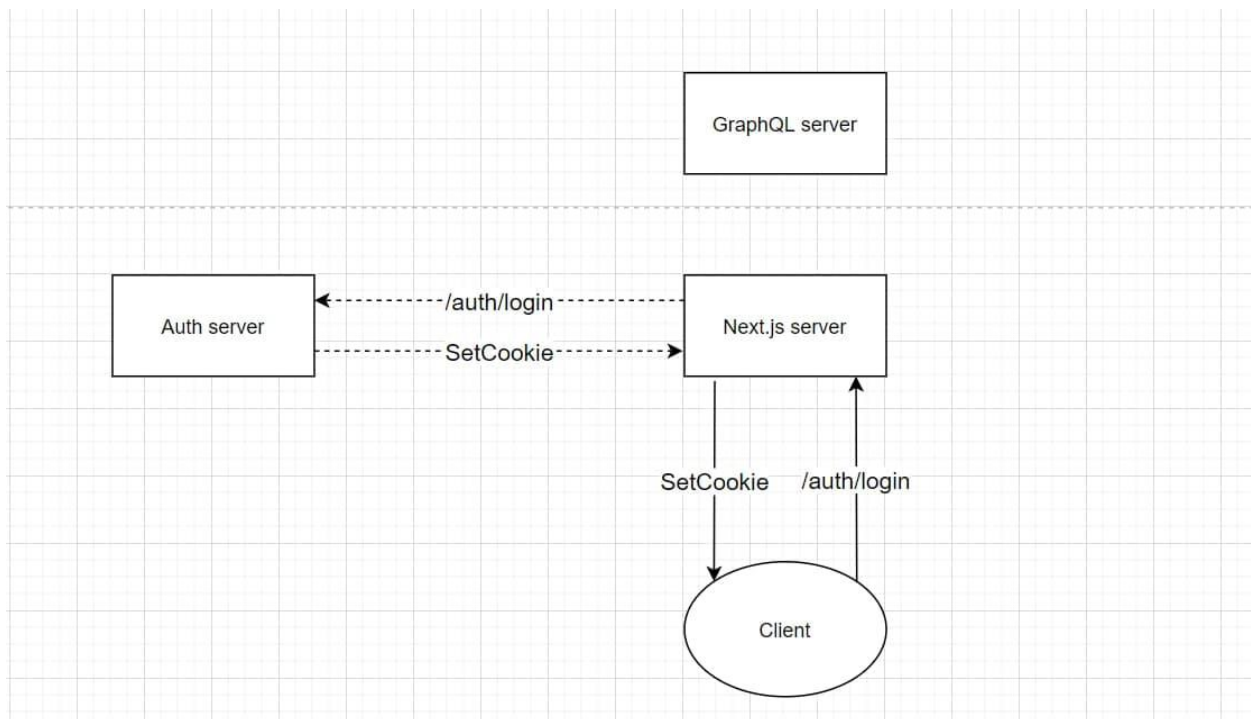 GraphQL server
/auth/login
Auth server
Next.js server
SetCookie
SetCookie
/auth/login
Client